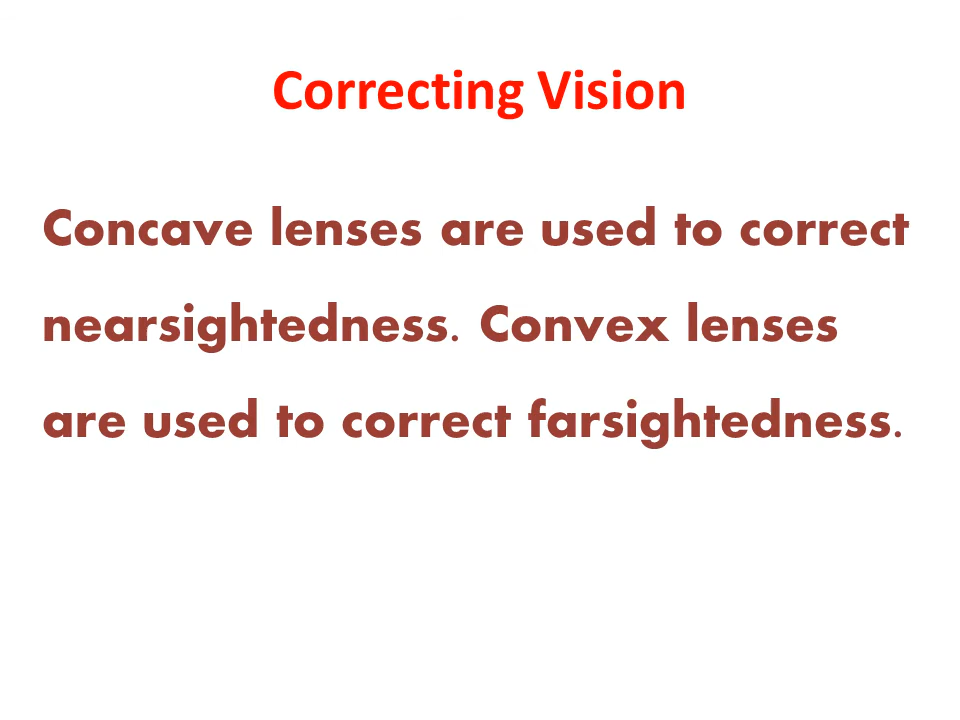 Correcting Vision
Concave lenses are used to correct
nearsightedness. Convex lenses
are used to correct farsightedness.